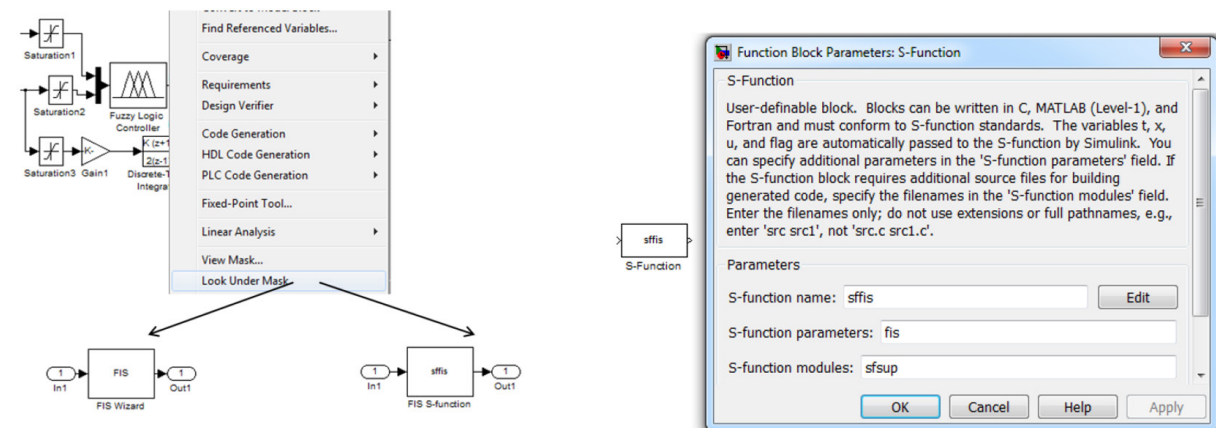 Find Referenced Variables...
Saturation1
Coverage
Requirements
Design Verifier
Saturation2
Fuzzy Logic
Controller
Code Generation
HDL Code Generation
PLC Code Generation
K (z+1
K-
2(z-1
Saturation3
Gain1
Discrete-T
Integra
Fixed-Point Tool...
Linear Analysis
View Mask...
Look Under Mask
1
In1
FIS
FIS Wizard
1
Out1
1
In1
sffis
FIS S-function
1
Out1
sffis
S-Function
Function Block Parameters: S-Function
S-Function
User-definable block. Blocks can be written in C, MATLAB (Level-1), and
Fortran and must conform to S-function standards. The variables t, x,
u, and flag are automatically passed to the S-function by Simulink. You
can specify additional parameters in the 'S-function parameters' field. If
the S-function block requires additional source files for building
generated code, specify the filenames in the 'S-function modules' field.
Enter the filenames only; do not use extensions or full pathnames, e.g.,
enter 'src src1', not 'src.c src1.c'.
Parameters
S-function name: sffis
Edit
S-function parameters: fis
S-function modules: sfsup
OK Cancel Help Apply